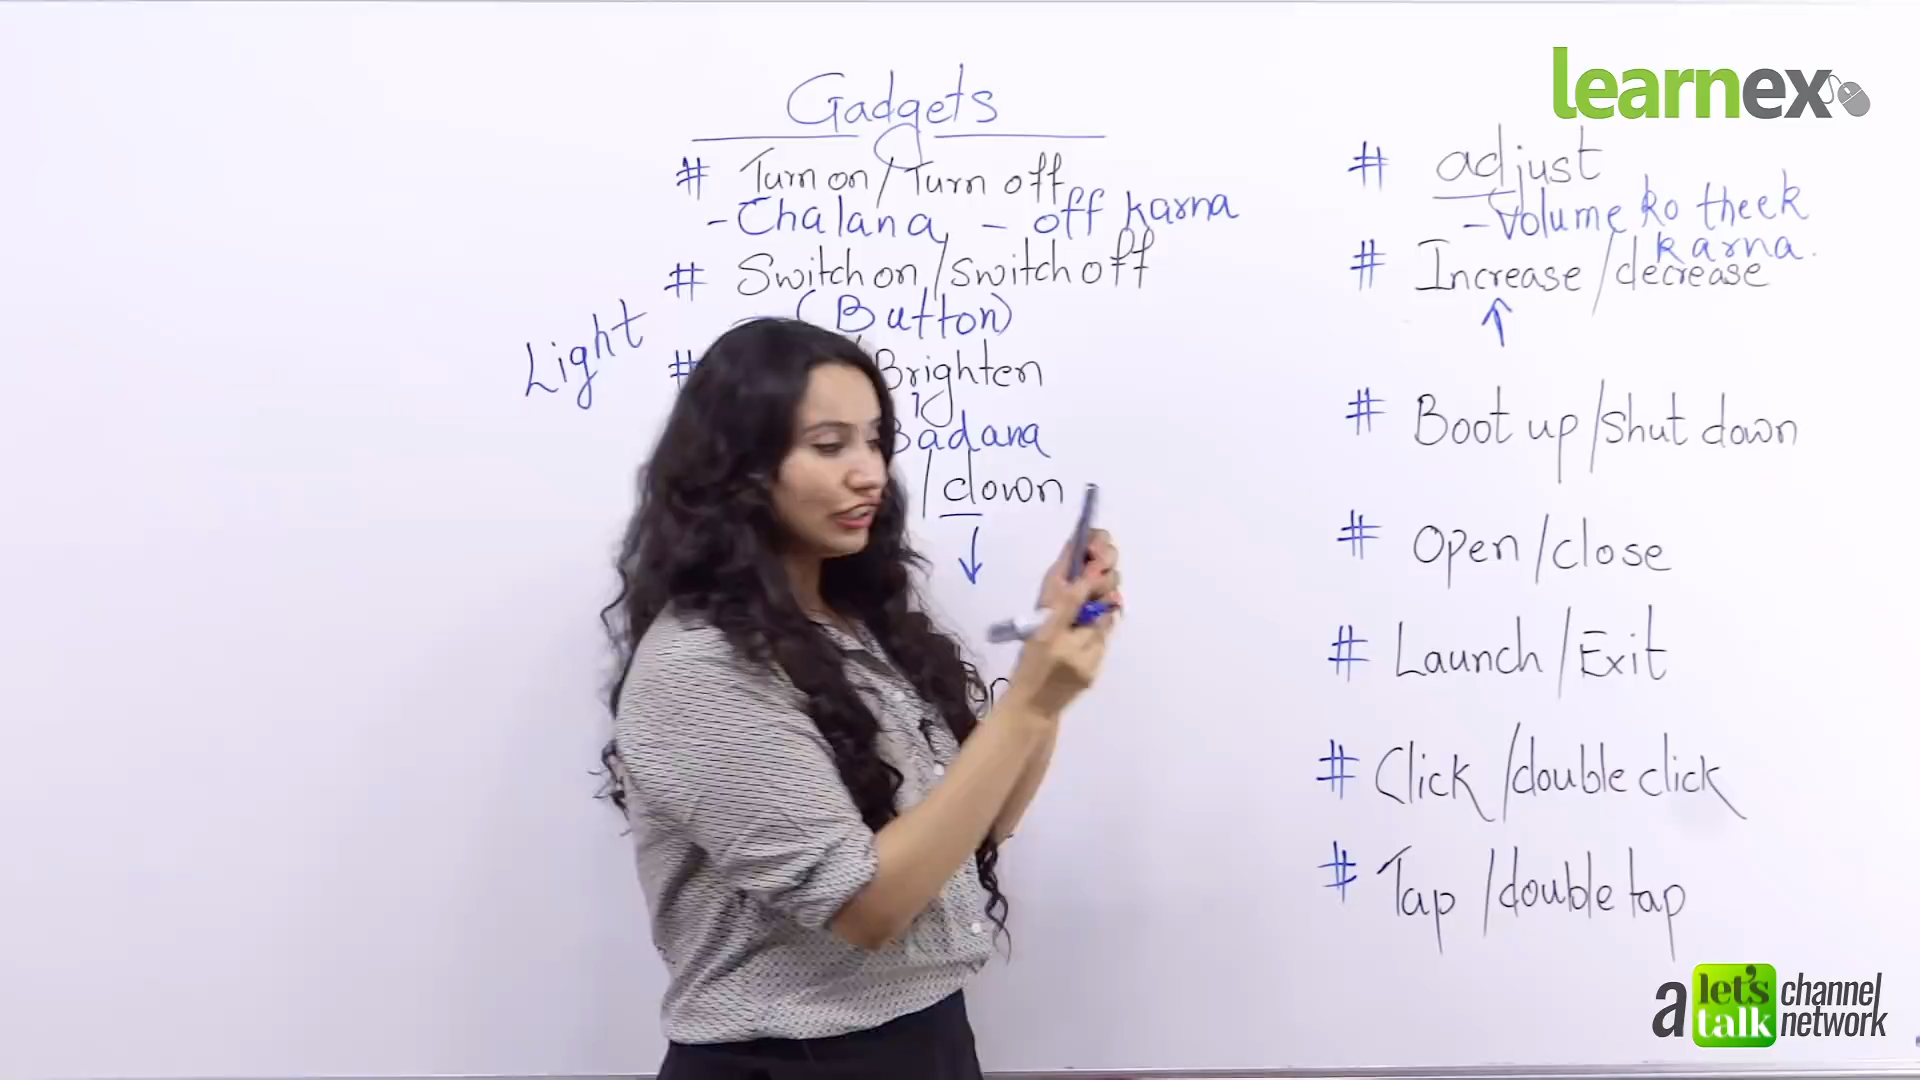 learnex
Gadgets
# Turn on / Turn off
- Chalana - off karna
# Switch on / switch off
(Button)
Light
# Brighten
Badana
/ down
# adjust
- Volume ko theek
karna.
# Increase / decrease
# Boot up / shut down
# Open / close
# Launch / Exit
# Click / double click
# Tap / double tap
a let's talk channel network